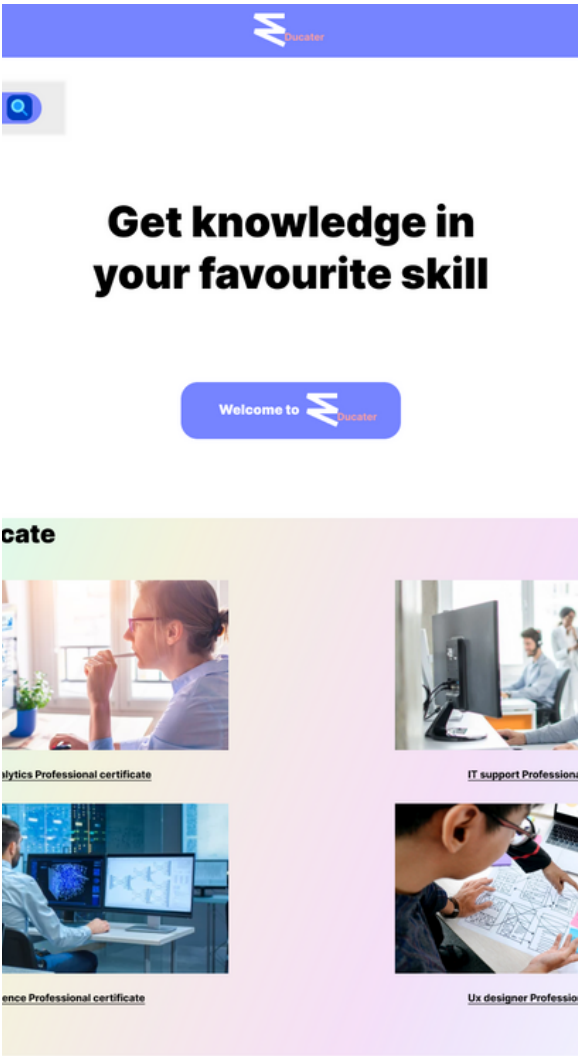 Ducater
Get knowledge in
your favourite skill
Welcome to Ducater
cate
alytics Professional certificate
IT support Professiona
ence Professional certificate
Ux designer Professio